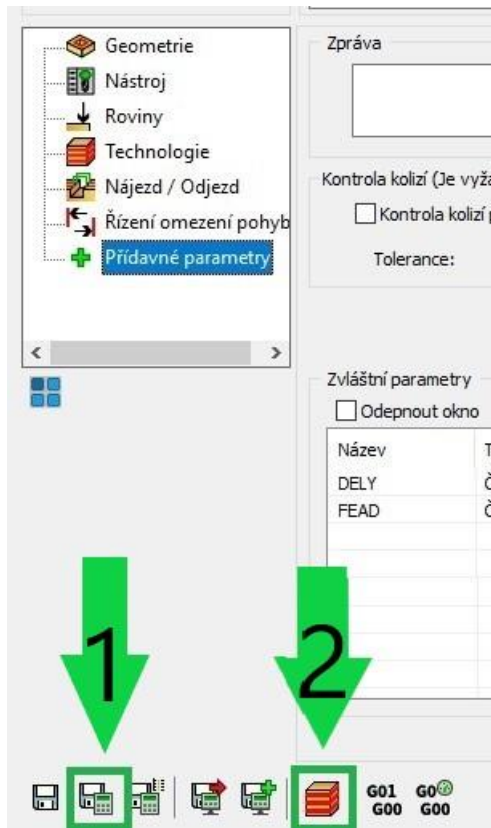 Geometrie
Nástroj
Roviny
Technologie
Nájezd / Odjezd
Řízení omezení pohyb
Přídavné parametry
Zpráva
Kontrola kolizí (Je vyža
Kontrola kolizí p
Tolerance:
Zvláštní parametry
Odepnout okno
Název T
DELY Č
FEAD Č
1
2
G01 G0
G00 G00